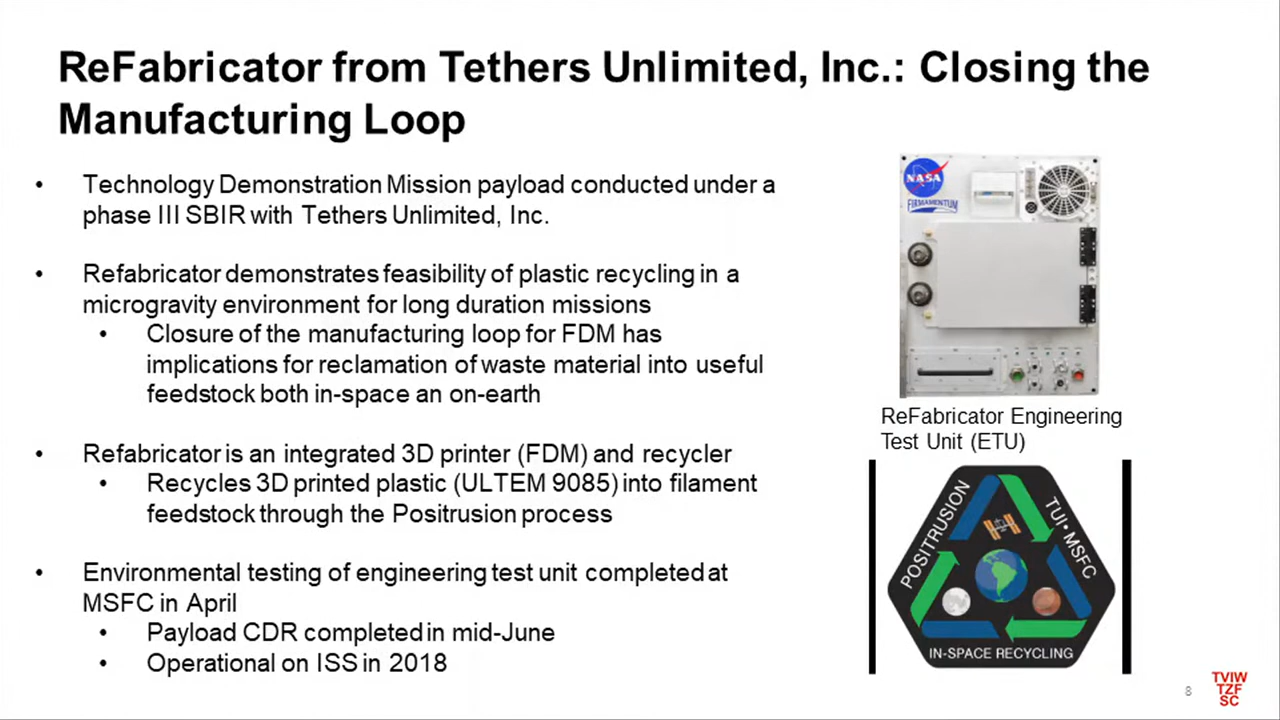 ReFabricator from Tethers Unlimited, Inc.: Closing the
Manufacturing Loop
• Technology Demonstration Mission payload conducted under a
phase III SBIR with Tethers Unlimited, Inc.
• Refabricator demonstrates feasibility of plastic recycling in a
microgravity environment for long duration missions
• Closure of the manufacturing loop for FDM has
implications for reclamation of waste material into useful
feedstock both in-space an on-earth
• Refabricator is an integrated 3D printer (FDM) and recycler
• Recycles 3D printed plastic (ULTEM 9085) into filament
feedstock through the Positrusion process
• Environmental testing of engineering test unit completed at
MSFC in April
• Payload CDR completed in mid-June
• Operational on ISS in 2018
NASA
FIRMAMENTUM
ReFabricator Engineering
Test Unit (ETU)
POSITRUSION
TUI•MSFC
IN-SPACE RECYCLING
8
TVIW
TZF
SC